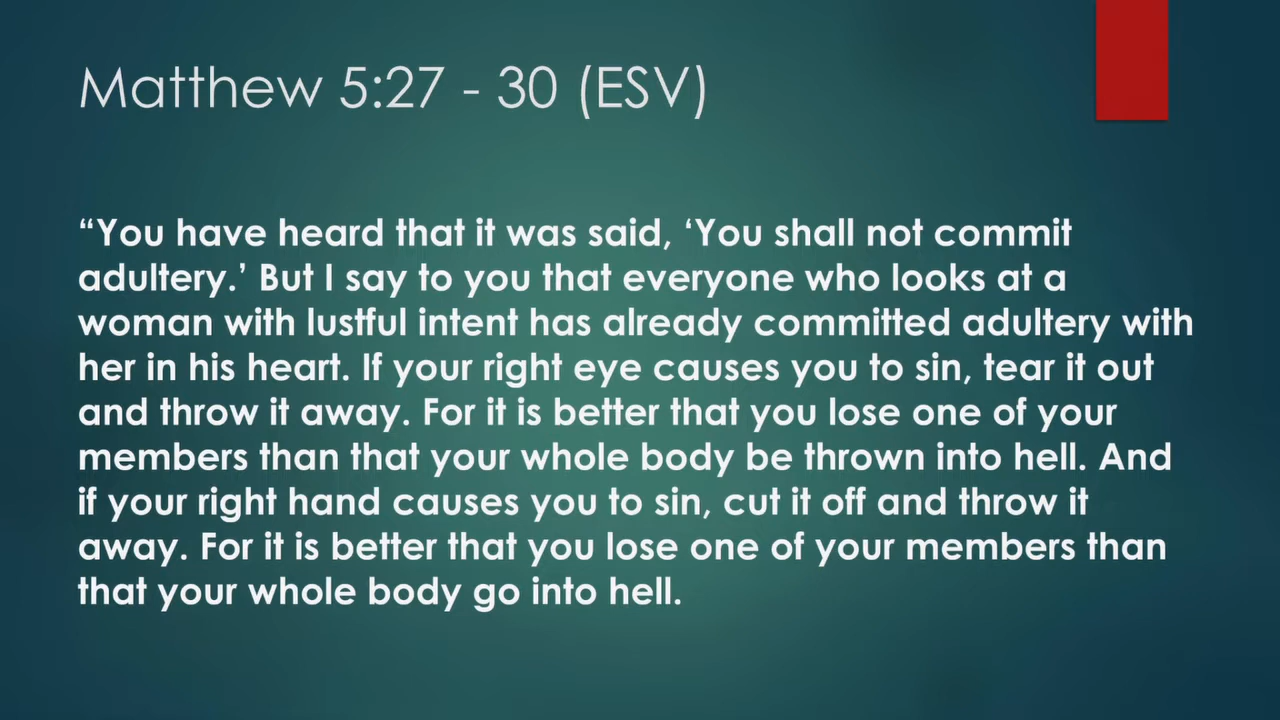 Matthew 5:27 - 30 (ESV)
“You have heard that it was said, ‘You shall not commit
adultery.’ But I say to you that everyone who looks at a
woman with lustful intent has already committed adultery with
her in his heart. If your right eye causes you to sin, tear it out
and throw it away. For it is better that you lose one of your
members than that your whole body be thrown into hell. And
if your right hand causes you to sin, cut it off and throw it
away. For it is better that you lose one of your members than
that your whole body go into hell.